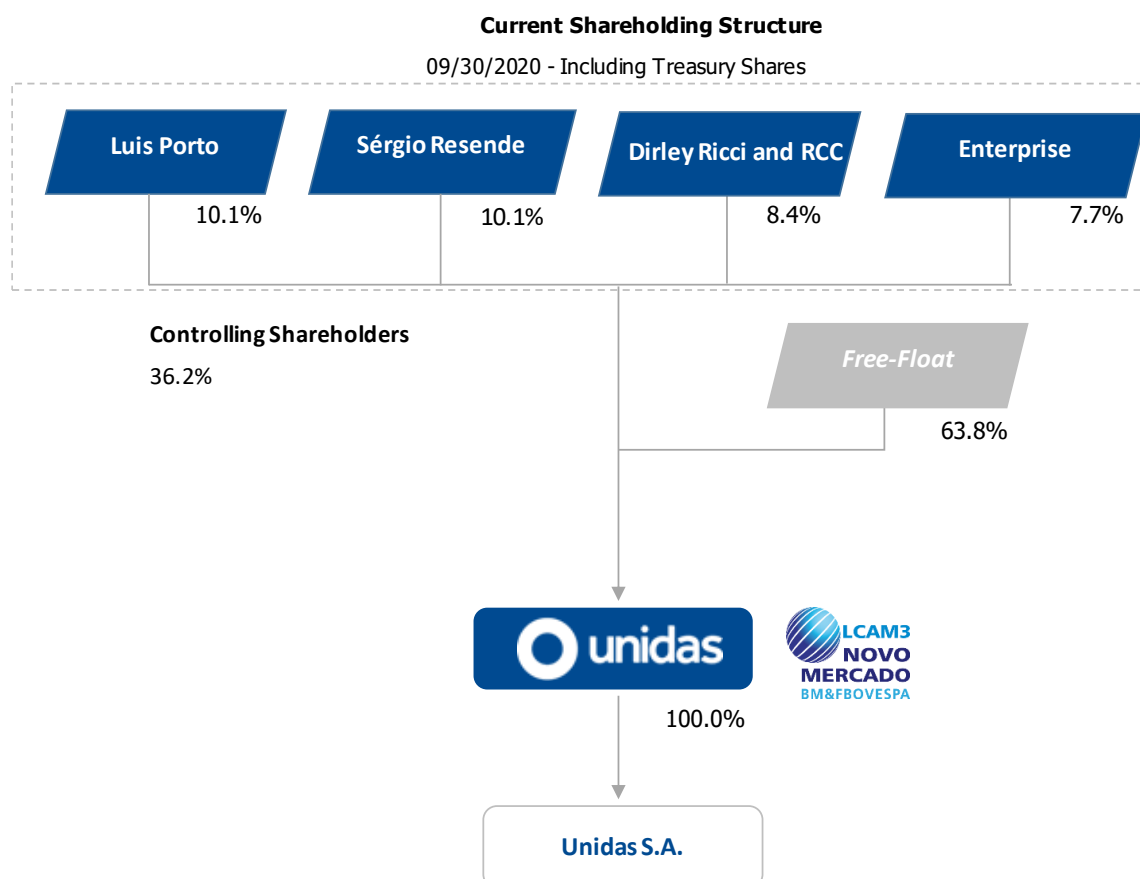 Current Shareholding Structure
09/30/2020 - Including Treasury Shares
Luis Porto
Sérgio Resende
Dirley Ricci and RCC
Enterprise
10.1%
10.1%
8.4%
7.7%
Controlling Shareholders
36.2%
Free-Float
63.8%
unidas
LCAM3
NOVO
MERCADO
BM&FBOVESPA
100.0%
Unidas S.A.